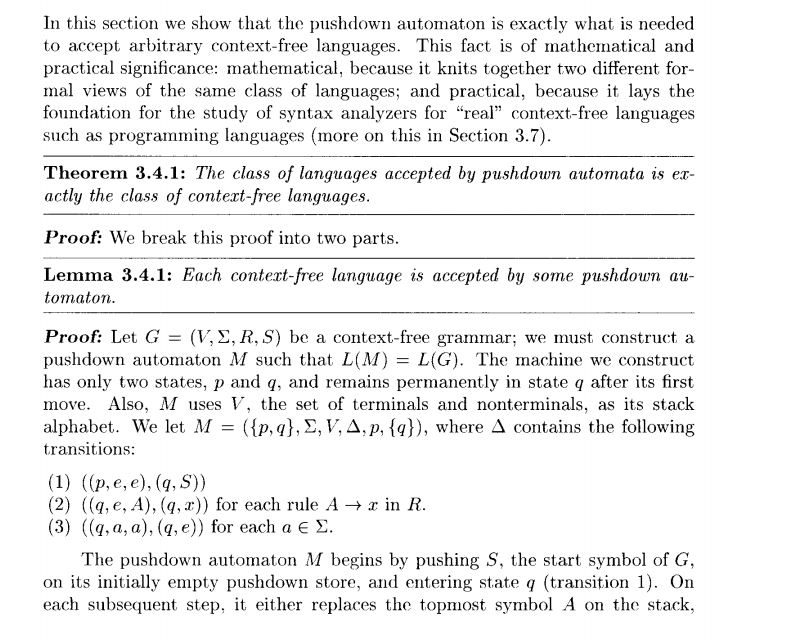 In this section we show that the pushdown automaton is exactly what is needed
to accept arbitrary context-free languages. This fact is of mathematical and
practical significance: mathematical, because it knits together two different for-
mal views of the same class of languages; and practical, because it lays the
foundation for the study of syntax analyzers for “real” context-free languages
such as programming languages (more on this in Section 3.7).
Theorem 3.4.1: The class of languages accepted by pushdown automata is ex-
actly the class of context-free languages.
Proof: We break this proof into two parts.
Lemma 3.4.1: Each context-free language is accepted by some pushdown au-
tomaton.
Proof: Let G = (V, Σ, R, S) be a context-free grammar; we must construct a
pushdown automaton M such that L(M) = L(G). The machine we construct
has only two states, p and q, and remains permanently in state q after its first
move. Also, M uses V, the set of terminals and nonterminals, as its stack
alphabet. We let M = ({p, q}, Σ, V, Δ, p, {q}), where Δ contains the following
transitions:
(1) ((p, e, e), (q, S))
(2) ((q, e, A), (q, x)) for each rule A → x in R.
(3) ((q, a, a), (q, e)) for each a ∈ Σ.
The pushdown automaton M begins by pushing S, the start symbol of G,
on its initially empty pushdown store, and entering state q (transition 1). On
each subsequent step, it either replaces the topmost symbol A on the stack,